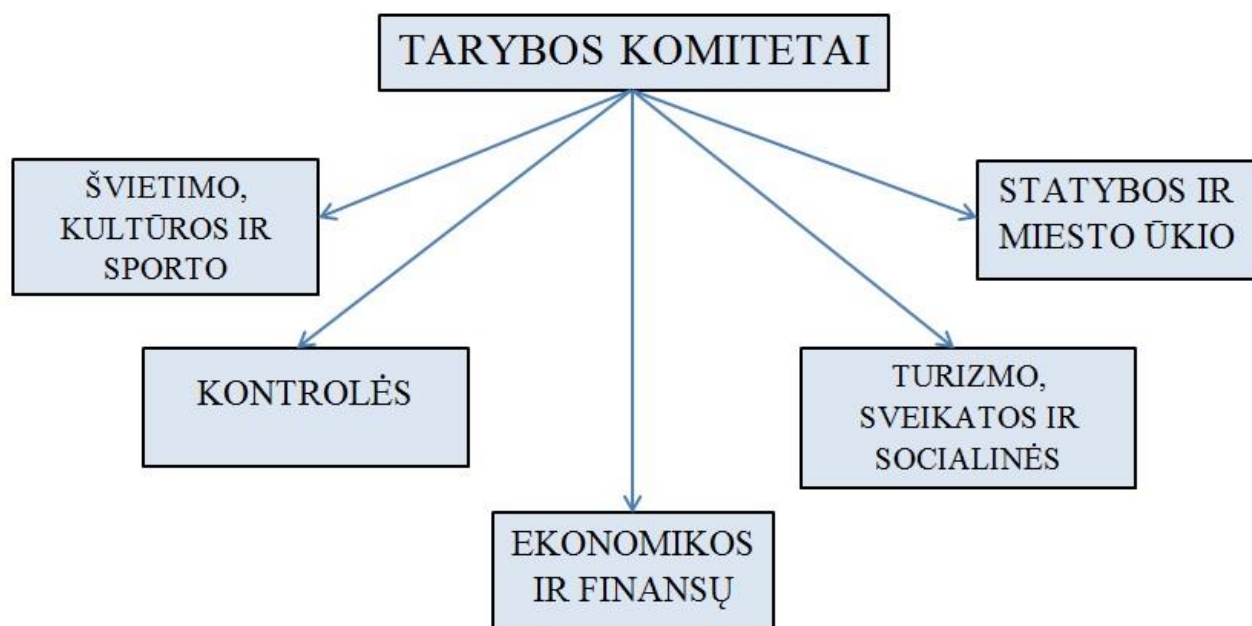 TARYBOS KOMITETAI
ŠVIETIMO,
KULTŪROS IR
SPORTO
STATYBOS IR
MIESTO ŪKIO
KONTROLĖS
TURIZMO,
SVEIKATOS IR
SOCIALINĖS
EKONOMIKOS
IR FINANSŲ